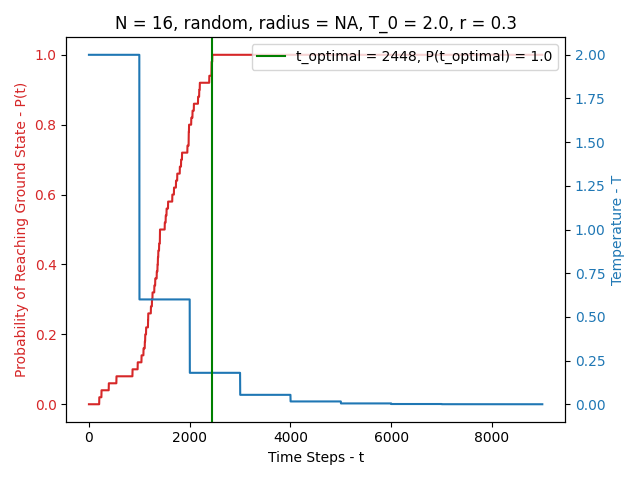 N = 16, random, radius = NA, T_0 = 2.0, r = 0.3
t_optimal = 2448, P(t_optimal) = 1.0
Probability of Reaching Ground State - P(t)
1.0
0.8
0.6
0.4
0.2
0.0
2.00
1.75
1.50
1.25
1.00
0.75
0.50
0.25
0.00
Temperature - T
0 2000 4000 6000 8000
Time Steps - t